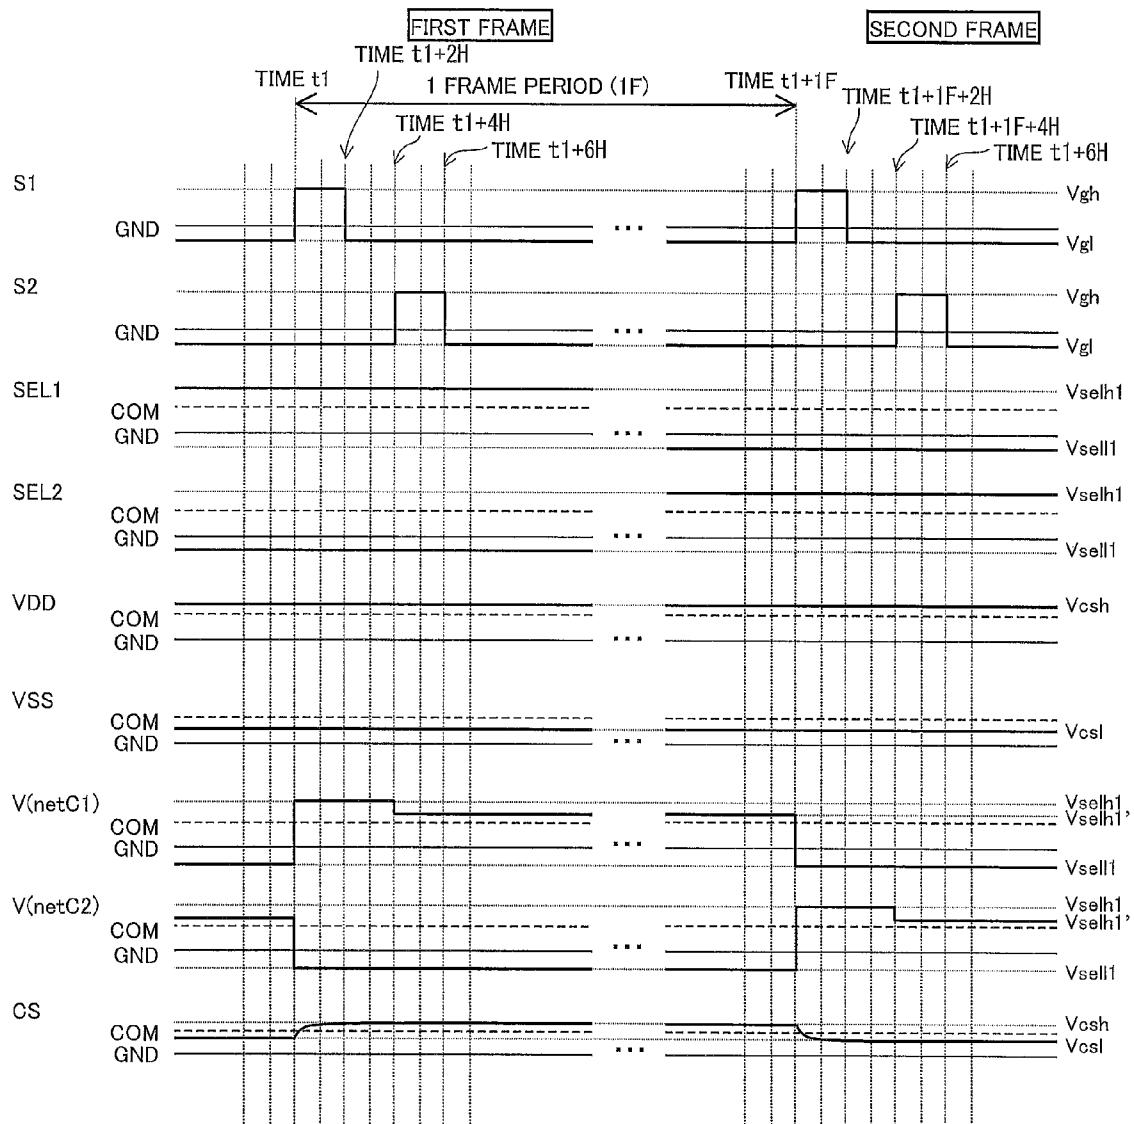 FIRST FRAME
SECOND FRAME
TIME t1+2H
TIME t1
1 FRAME PERIOD (1F)
TIME t1+1F
TIME t1+1F+2H
TIME t1+4H
TIME t1+1F+4H
TIME t1+6H
TIME t1+6H
S1
Vgh
GND
...
Vgl
S2
Vgh
GND
...
Vgl
SEL1
Vselh1
COM
GND
...
Vsell1
SEL2
Vselh1
COM
GND
...
Vsell1
VDD
Vcsh
COM
GND
...
VSS
COM
Vcsl
GND
...
V(netC1)
Vselh1
Vselh1'
COM
GND
...
Vsell1
V(netC2)
Vselh1
Vselh1'
COM
GND
...
Vsell1
CS
Vcsh
COM
Vcsl
GND
...